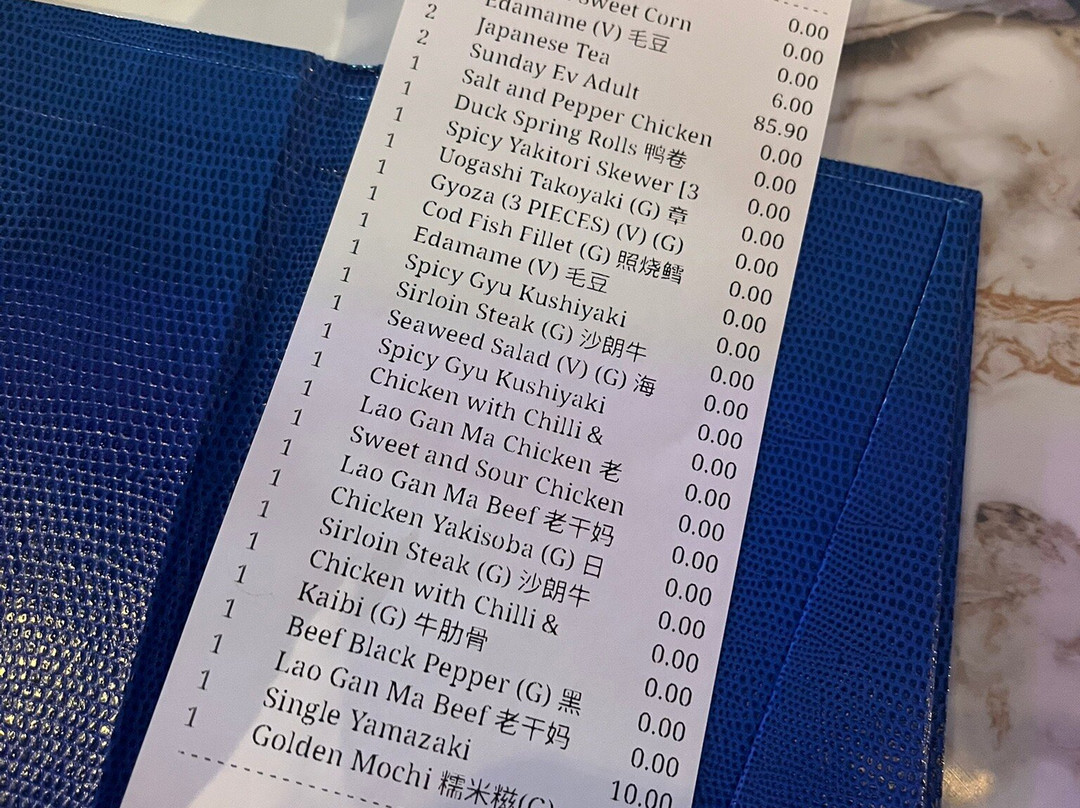 0.00
Sweet Corn 0.00
Edamame (V) 毛豆 0.00
2 Japanese Tea 6.00
2 Sunday Ev Adult 85.90
1 Salt and Pepper Chicken 0.00
1 Duck Spring Rolls 鸭卷 0.00
1 Spicy Yakitori Skewer [3 0.00
1 Uogashi Takoyaki (G) 章 0.00
1 Gyoza (3 PIECES) (V) (G) 0.00
1 Cod Fish Fillet (G) 照烧鳕 0.00
1 Edamame (V) 毛豆 0.00
1 Spicy Gyu Kushiyaki 0.00
1 Sirloin Steak (G) 沙朗牛 0.00
1 Seaweed Salad (V) (G) 海 0.00
1 Spicy Gyu Kushiyaki 0.00
1 Chicken with Chilli & 0.00
1 Lao Gan Ma Chicken 老 0.00
1 Sweet and Sour Chicken 0.00
1 Lao Gan Ma Beef 老干妈 0.00
1 Chicken Yakisoba (G) 日 0.00
1 Sirloin Steak (G) 沙朗牛 0.00
1 Chicken with Chilli & 0.00
1 Kaibi (G) 牛肋骨 0.00
1 Beef Black Pepper (G) 黑 0.00
1 Lao Gan Ma Beef 老干妈 0.00
1 Single Yamazaki 10.00
1 Golden Mochi 糯米糍(G)